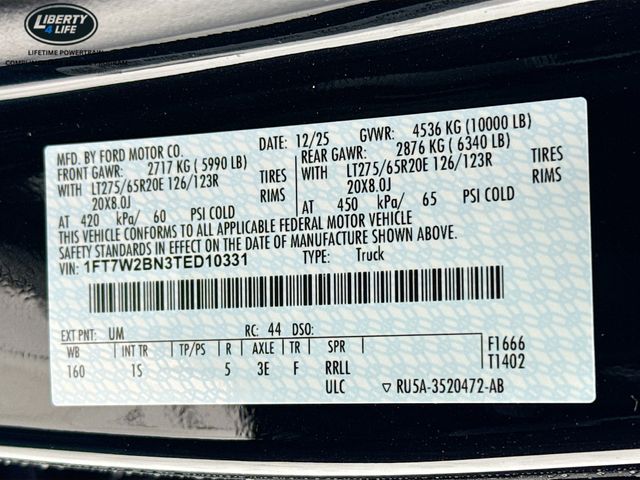 LIBERTY
4 LIFE
LIFETIME POWERTRAIN
MFD. BY FORD MOTOR CO. DATE: 12/25 GVWR: 4536 KG (10000 LB)
FRONT GAWR: 2717 KG ( 5990 LB) REAR GAWR: 2876 KG ( 6340 LB)
WITH LT275/65R20E 126/123R TIRES WITH LT275/65R20E 126/123R TIRES
20X8.0J RIMS 20X8.0J RIMS
AT 420 kPa/ 60 PSI COLD AT 450 kPa/ 65 PSI COLD
THIS VEHICLE CONFORMS TO ALL APPLICABLE FEDERAL MOTOR VEHICLE
SAFETY STANDARDS IN EFFECT ON THE DATE OF MANUFACTURE SHOWN ABOVE.
VIN: 1FT7W2BN3TED10331 TYPE: Truck
EXT PNT: UM RC: 44 DSO:
WB INT TR TP/PS R AXLE TR SPR F1666
160 1S 5 3E F RRLL T1402
ULC ▽ RU5A-3520472-AB